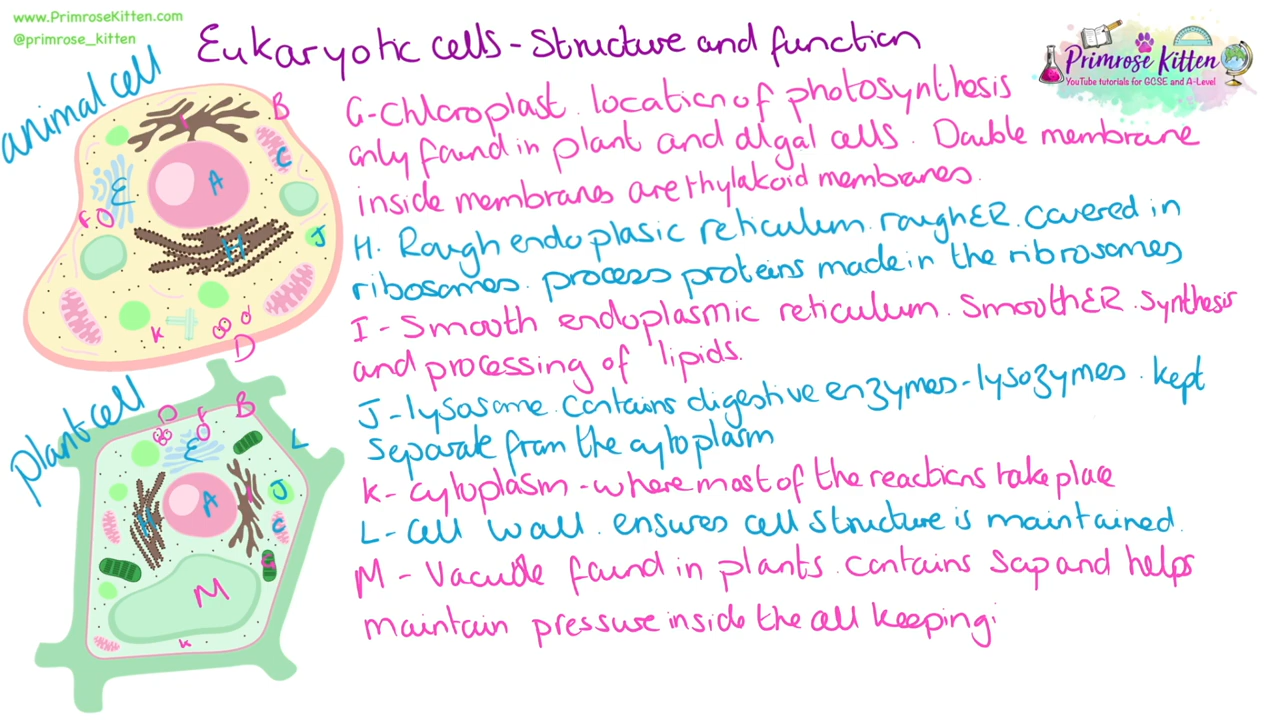 www.PrimroseKitten.com
@primrose_kitten
Eukaryotic cells - Structure and function
Primrose Kitten
YouTube tutorials for GCSE and A-Level
animal cell
I
B
C
A
E
F
H
J
K
D
G-Chloroplast. location of photosynthesis
only found in plant and algal cells. Double membrane
inside membranes are thylakoid membranes.
H. Rough endoplasic reticulum. rough ER. covered in
ribosomes. process proteins made in the ribrosomes
I - Smooth endoplasmic reticulum. Smooth ER. Synthesis
and processing of lipids.
J - lysosome. contains digestive enzymes - lysozymes. kept
separate from the cytoplasm
K - cytoplasm - where most of the reactions take place
L - Cell wall. ensures cell structure is maintained.
M - Vacuole found in plants. contains sap and helps
maintain pressure inside the cell keeping
plant cell
D
F
B
L
E
A
I
J
H
C
G
M
K